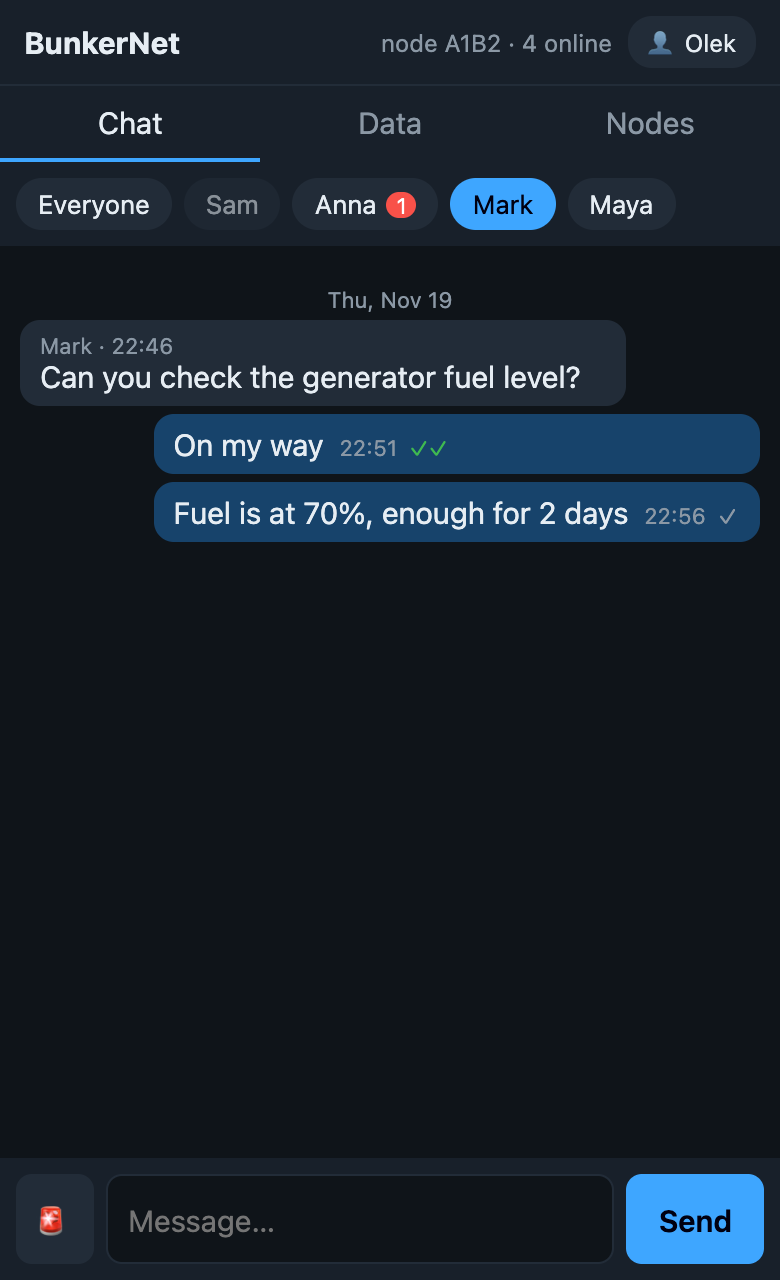 BunkerNet node A1B2 · 4 online 👤 Olek
Chat Data Nodes
Everyone Sam Anna 1 Mark Maya
Thu, Nov 19
Mark · 22:46
Can you check the generator fuel level?
On my way 22:51 ✓✓
Fuel is at 70%, enough for 2 days 22:56 ✓
🚨 Message... Send